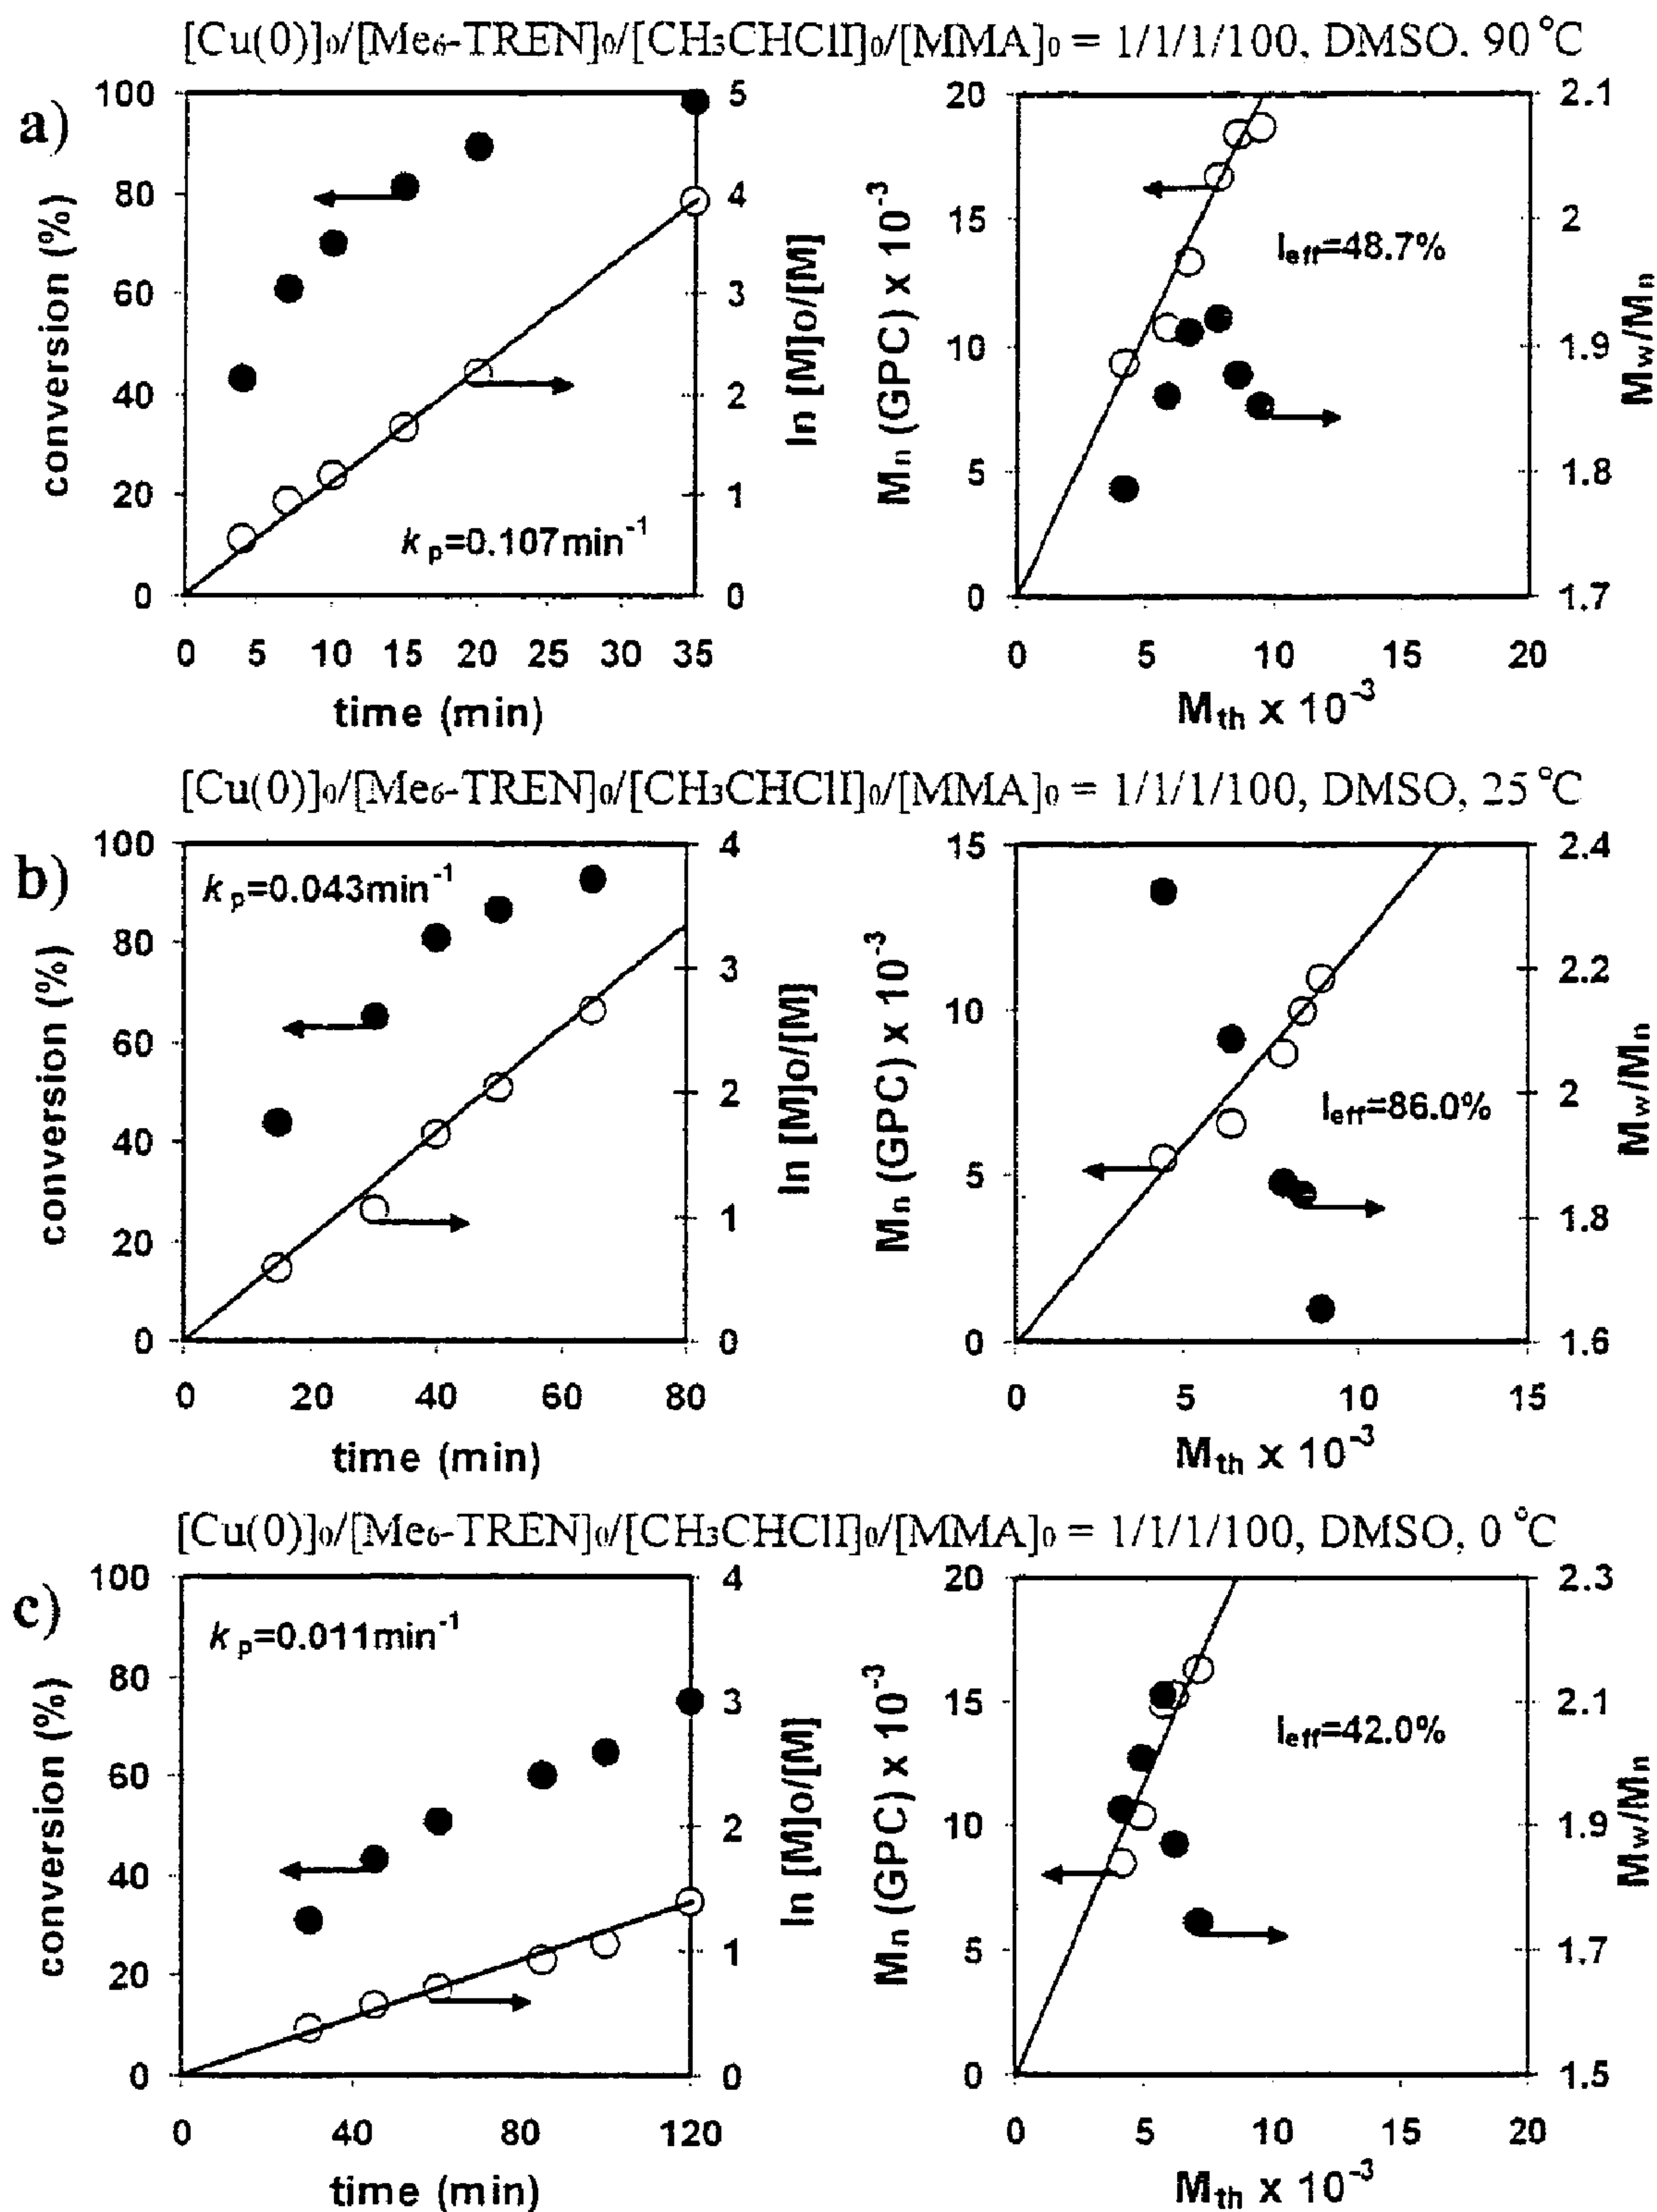 [Cu(0)]₀/[Me₆-TREN]₀/[CH₃CHClI]₀/[MMA]₀ = 1/1/1/100, DMSO, 90 °C
a)
100
80
60
40
20
0
conversion (%)
5
4
3
2
1
0
ln [M]o/[M]
k p=0.107min⁻¹
0 5 10 15 20 25 30 35
time (min)
20
15
10
5
0
Mn (GPC) x 10⁻³
2.1
2
1.9
1.8
1.7
Mw/Mn
Ieff=48.7%
0 5 10 15 20
Mth x 10⁻³
[Cu(0)]₀/[Me₆-TREN]₀/[CH₃CHClI]₀/[MMA]₀ = 1/1/1/100, DMSO, 25 °C
b)
100
80
60
40
20
0
conversion (%)
4
3
2
1
0
ln [M]o/[M]
k p=0.043min⁻¹
0 20 40 60 80
time (min)
15
10
5
0
Mn (GPC) x 10⁻³
2.4
2.2
2
1.8
1.6
Mw/Mn
Ieff=86.0%
0 5 10 15
Mth x 10⁻³
[Cu(0)]₀/[Me₆-TREN]₀/[CH₃CHClI]₀/[MMA]₀ = 1/1/1/100, DMSO, 0 °C
c)
100
80
60
40
20
0
conversion (%)
4
3
2
1
0
ln [M]o/[M]
k p=0.011min⁻¹
0 40 80 120
time (min)
20
15
10
5
0
Mn (GPC) x 10⁻³
2.3
2.1
1.9
1.7
1.5
Mw/Mn
Ieff=42.0%
0 5 10 15 20
Mth x 10⁻³